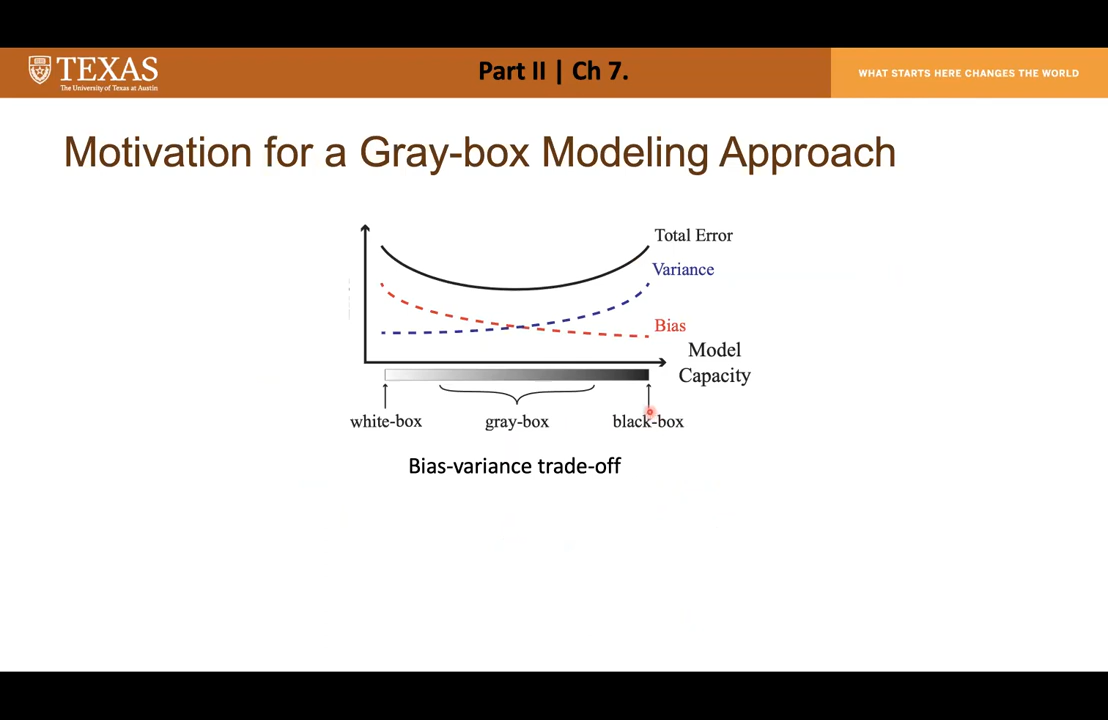 TEXAS
The University of Texas at Austin
Part II | Ch 7.
WHAT STARTS HERE CHANGES THE WORLD
Motivation for a Gray-box Modeling Approach
Total Error
Variance
Bias
Model
Capacity
white-box
gray-box
black-box
Bias-variance trade-off